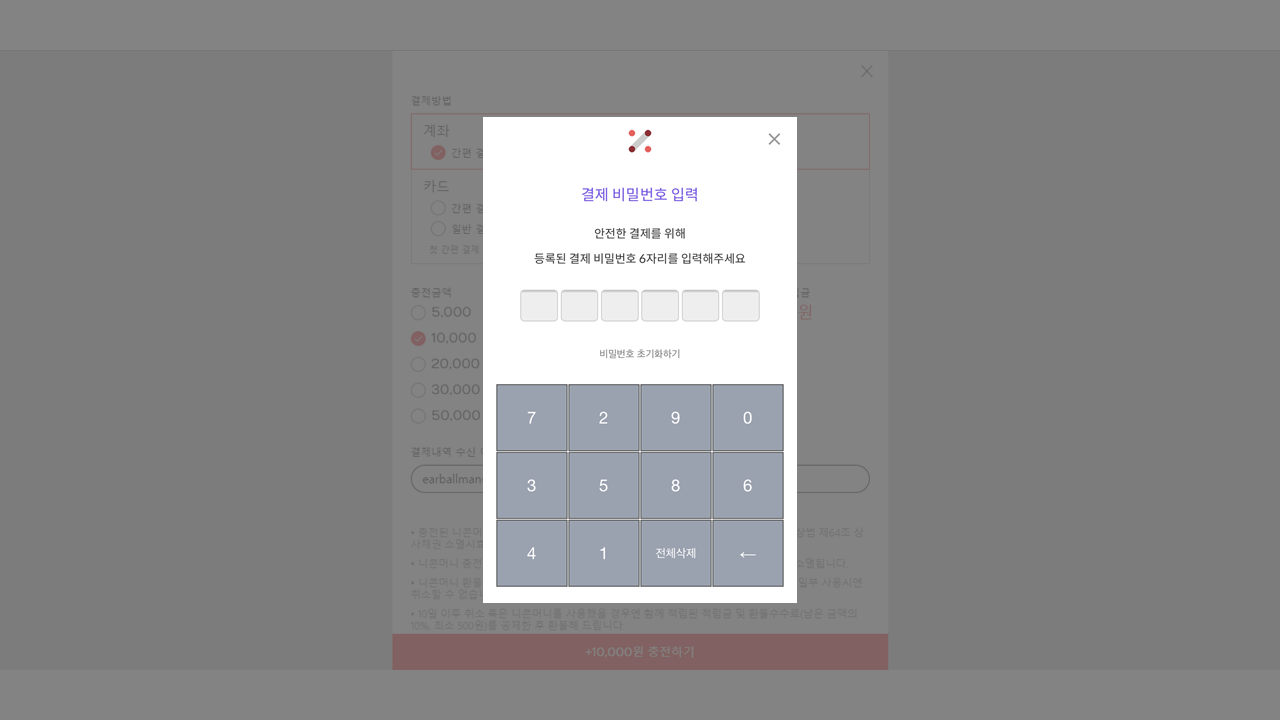 결제방법
계좌
간편 결
카드
간편 결
일반 결
첫 간편 결제
충전금액
5,000
10,000
20,000
30,000
50,000
금
원
결제내역 수신
earballman
• 충전된 니콘머
상법 제64조 상
사채권 소멸시효
• 니콘머니 충전
소멸됩니다.
• 니콘머니 환불
일부 사용시엔
취소할 수 없습니
• 10일 이후 취소 혹은 니콘머니를 사용했을 경우엔 함께 적립된 적립금 및 환불수수료(남은 금액의
10%, 최소 500원)를 공제한 후 환불해 드립니다.
+10,000원 충전하기
결제 비밀번호 입력
안전한 결제를 위해
등록된 결제 비밀번호 6자리를 입력해주세요
비밀번호 초기화하기
7 2 9 0
3 5 8 6
4 1 전체삭제 ←